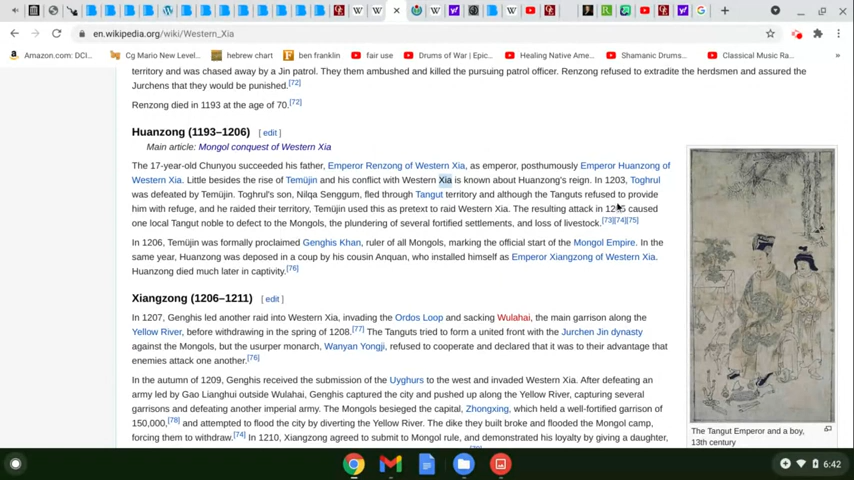 en.wikipedia.org/wiki/Western_Xia
Amazon.com: DCI...
Cg Mario New Level...
hebrew chart
ben franklin
fair use
Drums of War | Epic...
Healing Native Ame...
Shamanic Drums...
Classical Musica Ra...
territory and was chased away by a Jin patrol. They them ambushed and killed the pursuing patrol officer. Renzong refused to extradite the herdsmen and assured the
Jurchens that they would be punished.[72]
Renzong died in 1193 at the age of 70.[72]
Huanzong (1193–1206) [ edit ]
Main article: Mongol conquest of Western Xia
The 17-year-old Chunyou succeeded his father, Emperor Renzong of Western Xia, as emperor, posthumously Emperor Huanzong of
Western Xia. Little besides the rise of Temüjin and his conflict with Western Xia is known about Huanzong's reign. In 1203, Toghrul
was defeated by Temüjin. Toghrul's son, Nilqa Senggum, fled through Tangut territory and although the Tanguts refused to provide
him with refuge, and he raided their territory, Temüjin used this as pretext to raid Western Xia. The resulting attack in 1205 caused
one local Tangut noble to defect to the Mongols, the plundering of several fortified settlements, and loss of livestock.[73][74][75]
In 1206, Temüjin was formally proclaimed Genghis Khan, ruler of all Mongols, marking the official start of the Mongol Empire. In the
same year, Huanzong was deposed in a coup by his cousin Anquan, who installed himself as Emperor Xiangzong of Western Xia.
Huanzong died much later in captivity.[76]
Xiangzong (1206–1211) [ edit ]
In 1207, Genghis led another raid into Western Xia, invading the Ordos Loop and sacking Wulahai, the main garrison along the
Yellow River, before withdrawing in the spring of 1208.[77] The Tanguts tried to form a united front with the Jurchen Jin dynasty
against the Mongols, but the usurper monarch, Wanyan Yongji, refused to cooperate and declared that it was to their advantage that
enemies attack one another.[76]
In the autumn of 1209, Genghis received the submission of the Uyghurs to the west and invaded Western Xia. After defeating an
army led by Gao Lianghui outside Wulahai, Genghis captured the city and pushed up along the Yellow River, capturing several
garrisons and defeating another imperial army. The Mongols besieged the capital, Zhongxing, which held a well-fortified garrison of
150,000,[78] and attempted to flood the city by diverting the Yellow River. The dike they built broke and flooded the Mongol camp,
forcing them to withdraw.[74] In 1210, Xiangzong agreed to submit to Mongol rule, and demonstrated his loyalty by giving a daughter,
The Tangut Emperor and a boy,
13th century
6:42